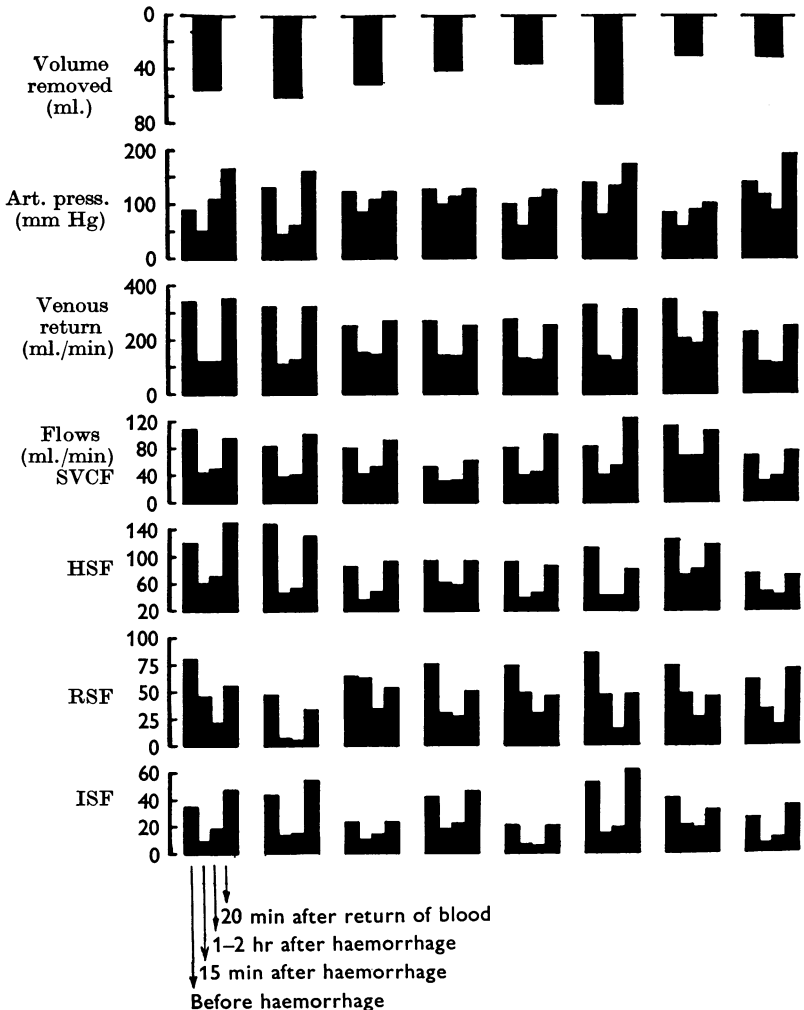 0
Volume
removed
(ml.)
40
80
200
Art. press.
(mm Hg)
100
0
400
Venous
return
(ml./min)
200
0
120
Flows
(ml./min)
80
SVCF
40
0
140
HSF
100
60
20
100
75
RSF
50
25
0
60
ISF
40
20
0
20 min after return of blood
1–2 hr after haemorrhage
15 min after haemorrhage
Before haemorrhage